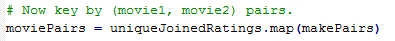 # Now key by (movie1, movie2) pairs.
moviePairs = uniqueJoinedRatings.map(makePairs)